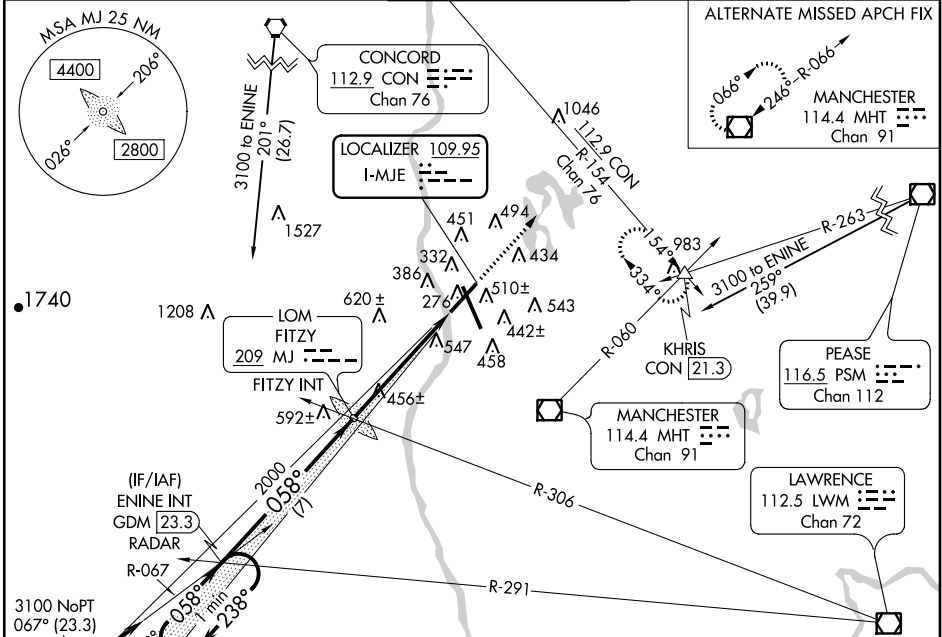 MSA MJ 25 NM
4400
206°
026°
2800
3100 to ENINE
201°
(26.7)
CONCORD
112.9 CON
Chan 76
LOCALIZER 109.95
I-MJE
1046
112.9 CON
R-154
Chan 76
ALTERNATE MISSED APCH FIX
066°
246°
R-066
MANCHESTER
114.4 MHT
Chan 91
1527
451
494
434
332
386
276
510±
543
442±
458
547
620±
1208
1740
154°
334°
983
R-263
3100 to ENINE
259°
(39.9)
R-060
KHRIS
CON 21.3
PEASE
116.5 PSM
Chan 112
LOM
FITZY
209 MJ
FITZY INT
592±
456±
MANCHESTER
114.4 MHT
Chan 91
LAWRENCE
112.5 LWM
Chan 72
R-306
R-291
2000
058°
(7)
(IF/IAF)
ENINE INT
GDM 23.3
RADAR
R-067
3100 NoPT
067° (23.3)
058°
1 min
238°